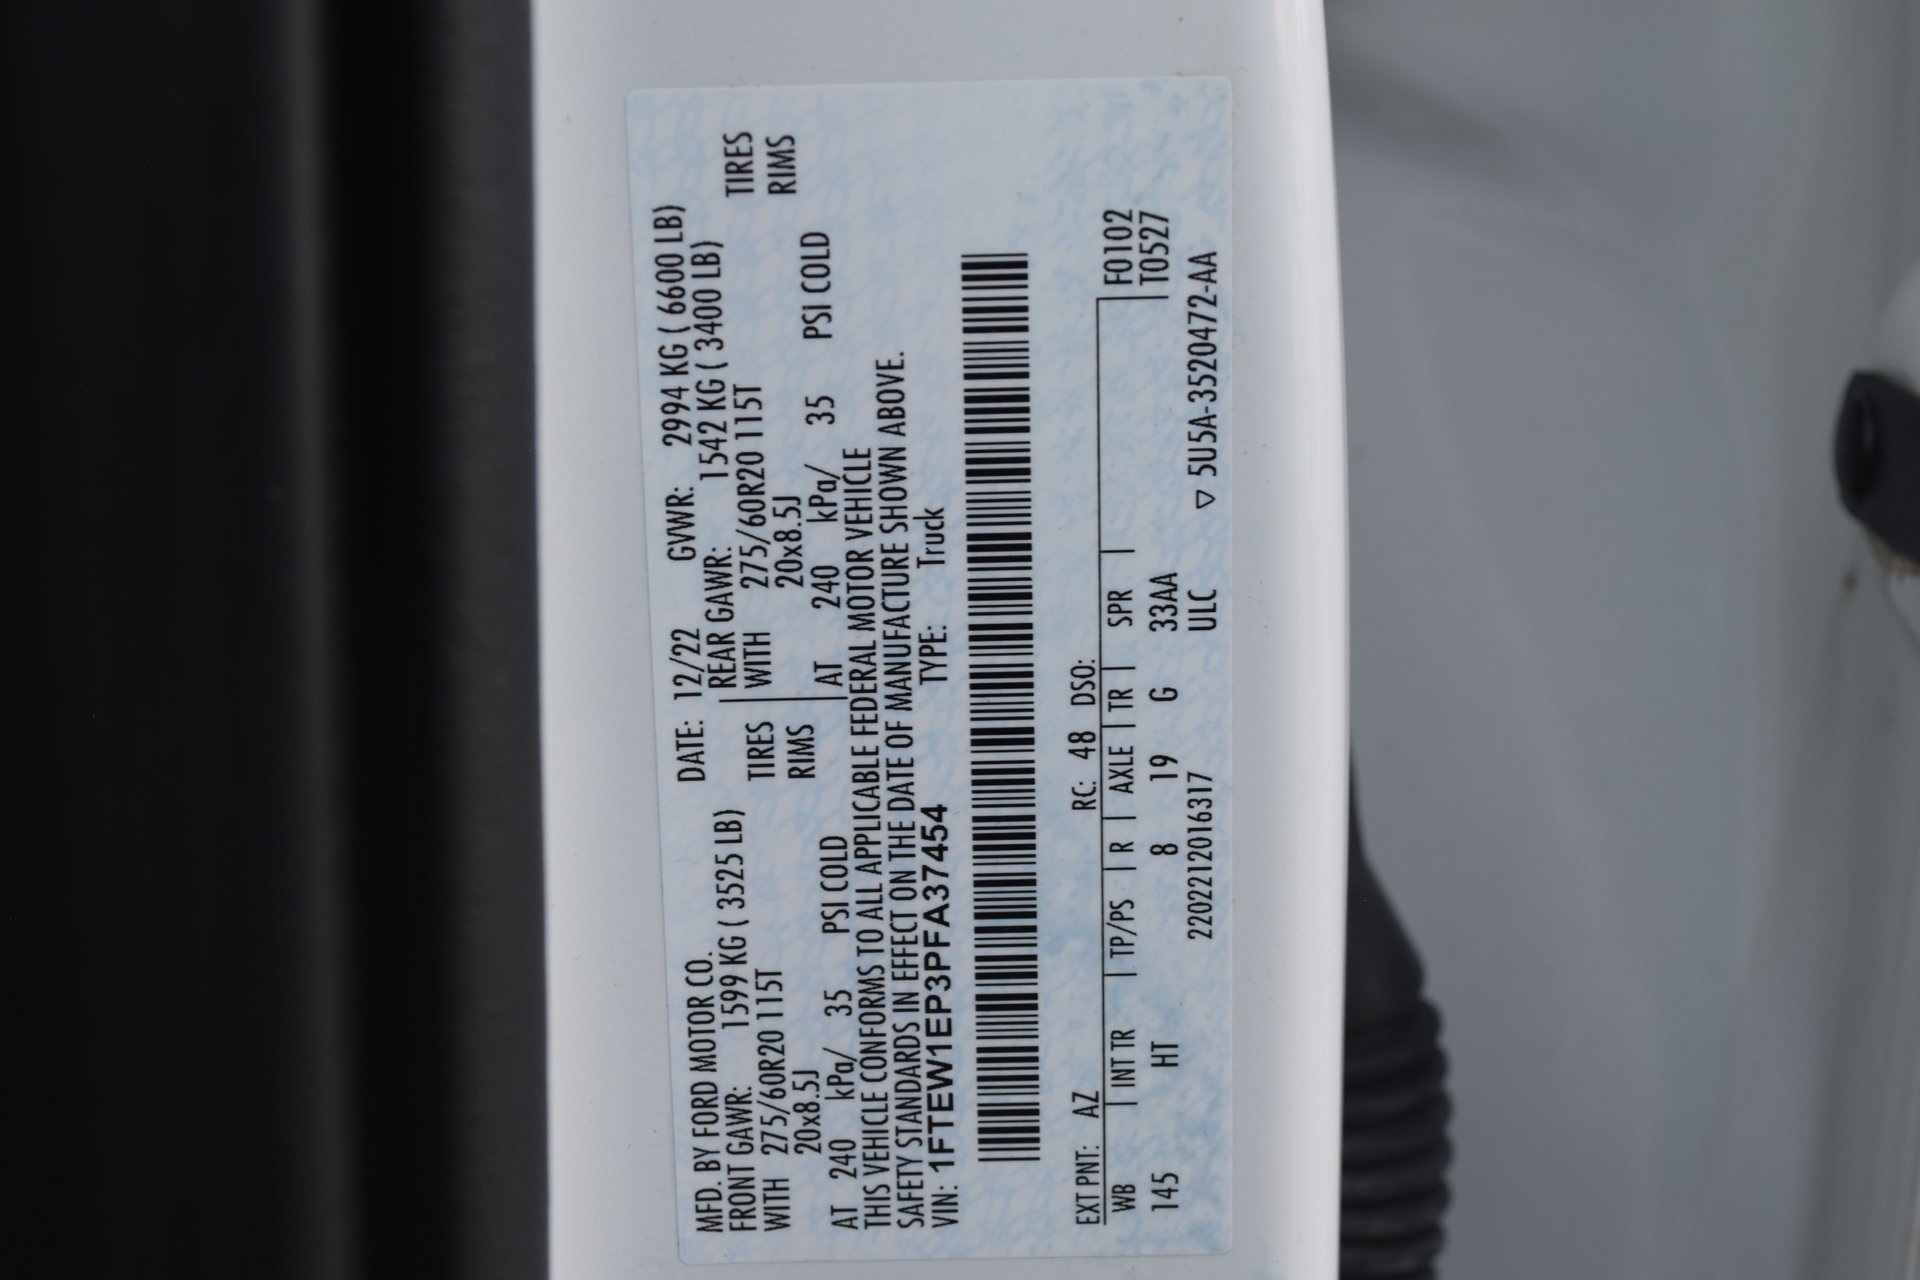 MFD. BY FORD MOTOR CO. DATE: 12/22 GVWR: 2994 KG ( 6600 LB)
FRONT GAWR: 1599 KG ( 3525 LB) REAR GAWR: 1542 KG ( 3400 LB)
WITH 275/60R20 115T TIRES WITH 275/60R20 115T TIRES
20x8.5J RIMS 20x8.5J RIMS
AT 240 kPa/ 35 PSI COLD AT 240 kPa/ 35 PSI COLD
THIS VEHICLE CONFORMS TO ALL APPLICABLE FEDERAL MOTOR VEHICLE
SAFETY STANDARDS IN EFFECT ON THE DATE OF MANUFACTURE SHOWN ABOVE.
VIN: 1FTEW1EP3PFA37454 TYPE: Truck
EXT PNT: AZ RC: 48 DSO:
WB | INT TR | TP/PS | R | AXLE | TR | SPR | F0102
145 HT 8 19 G 33AA T0527
22022121016317 ULC ▽ 5U5A-3520472-AA